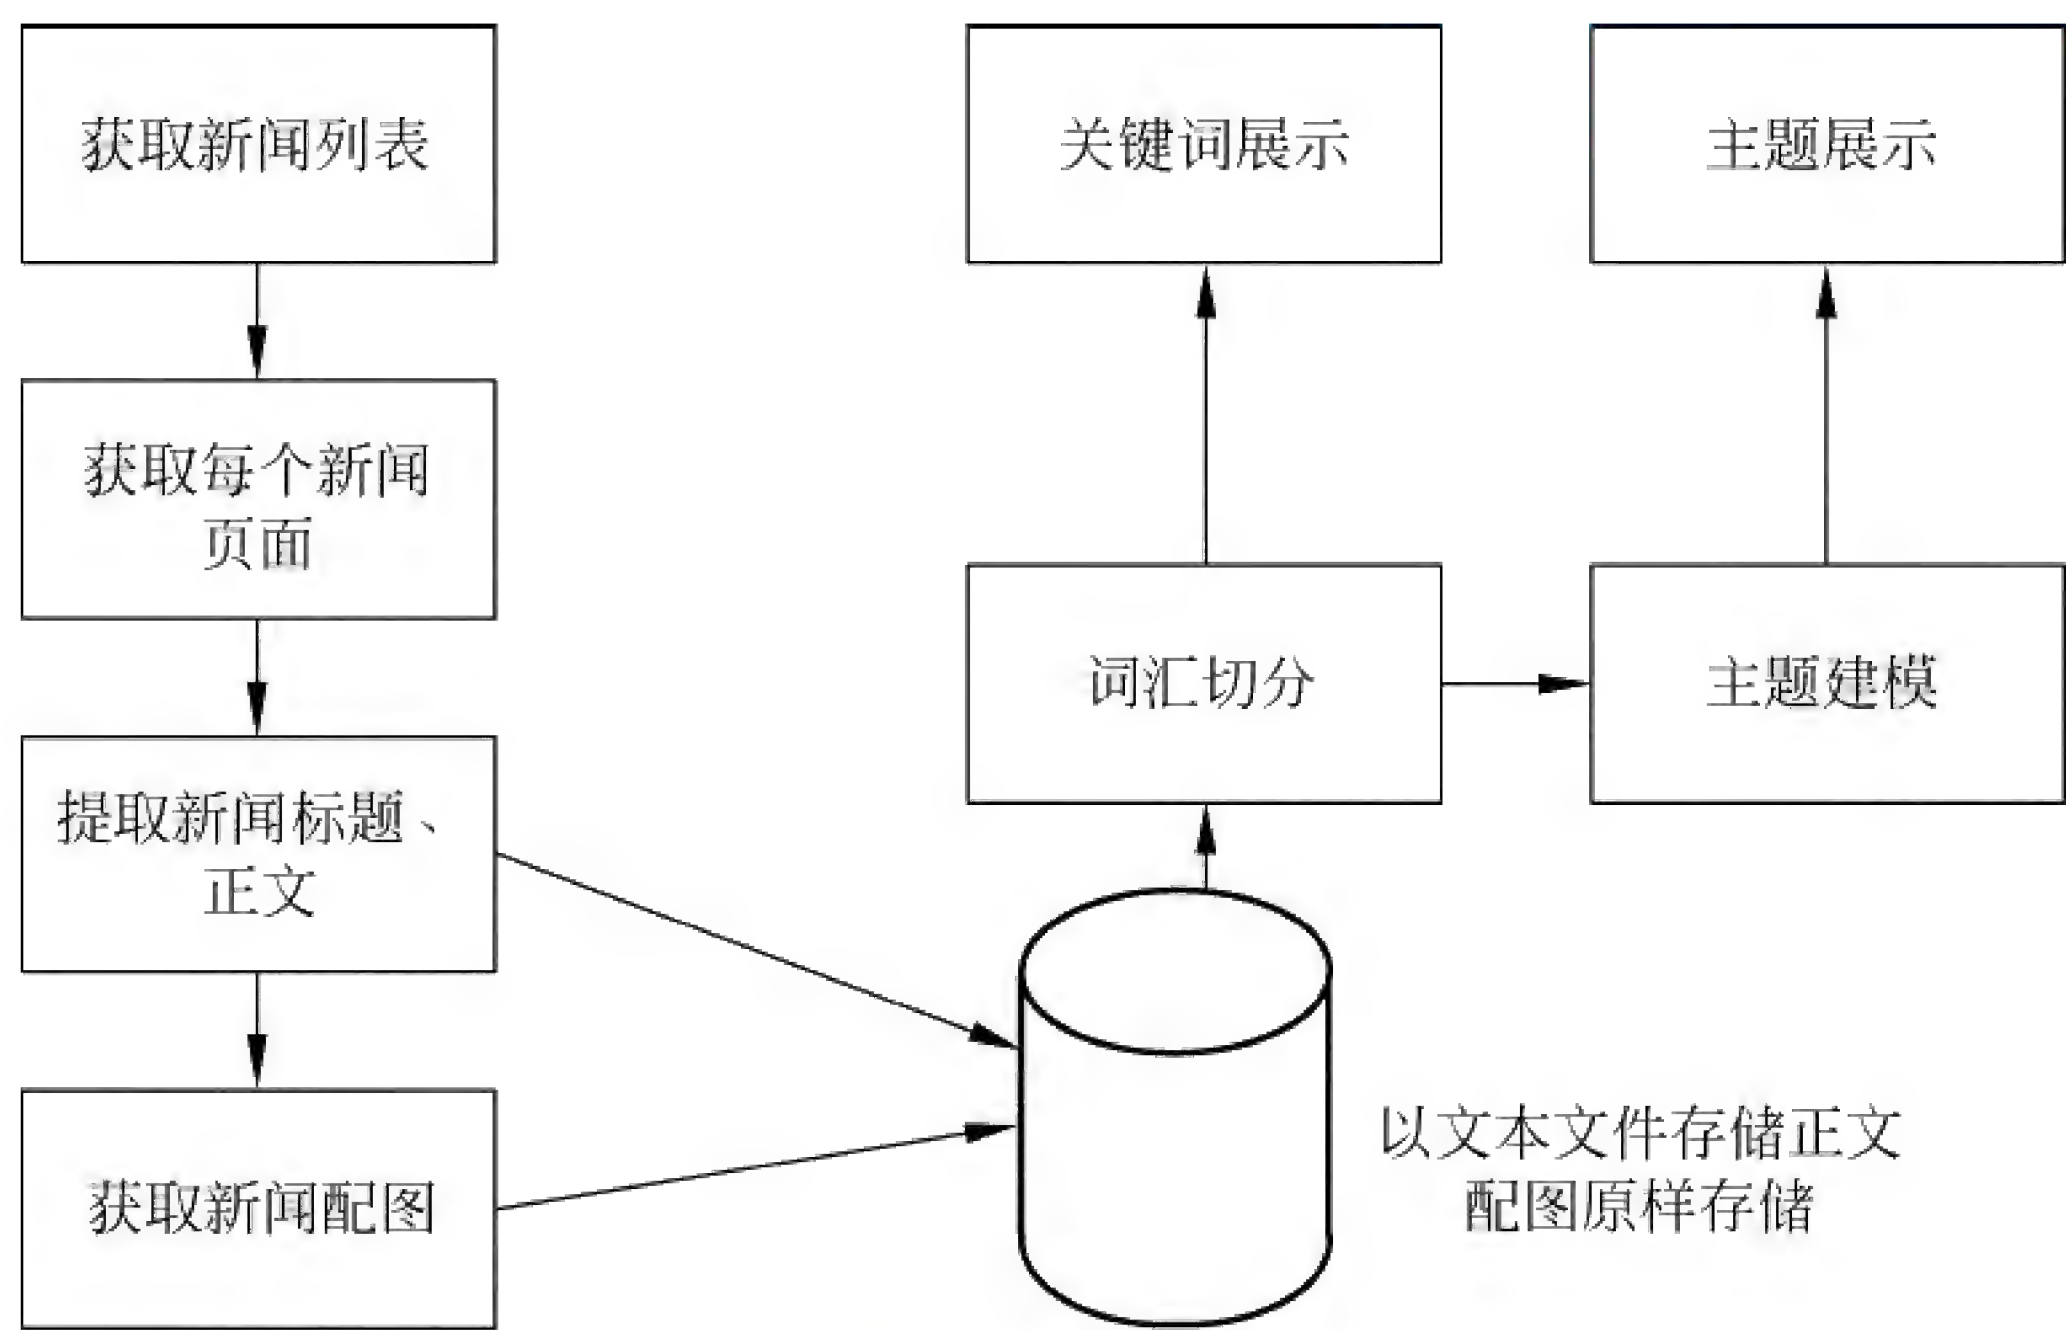 获取新闻列表
关键词展示
主题展示
获取每个新闻
页面
词汇切分
主题建模
提取新闻标题、
正文
以文本文件存储正文
配图原样存储
获取新闻配图